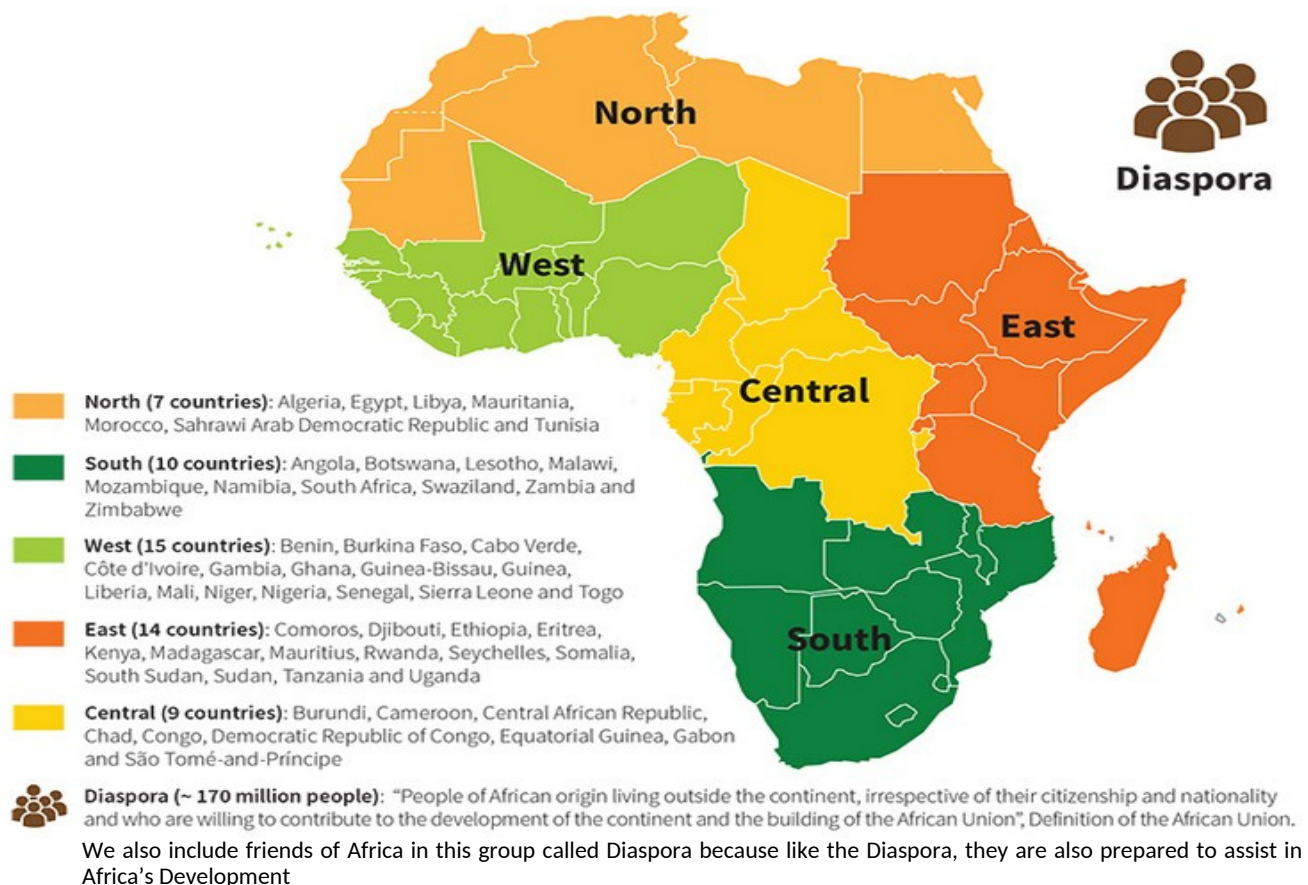 North
Diaspora
West
East
Central
South
North (7 countries): Algeria, Egypt, Libya, Mauritania,
Morocco, Sahrawi Arab Democratic Republic and Tunisia
South (10 countries): Angola, Botswana, Lesotho, Malawi,
Mozambique, Namibia, South Africa, Swaziland, Zambia and
Zimbabwe
West (15 countries): Benin, Burkina Faso, Cabo Verde,
Côte d'Ivoire, Gambia, Ghana, Guinea-Bissau, Guinea,
Liberia, Mali, Niger, Nigeria, Senegal, Sierra Leone and Togo
East (14 countries): Comoros, Djibouti, Ethiopia, Eritrea,
Kenya, Madagascar, Mauritius, Rwanda, Seychelles, Somalia,
South Sudan, Sudan, Tanzania and Uganda
Central (9 countries): Burundi, Cameroon, Central African Republic,
Chad, Congo, Democratic Republic of Congo, Equatorial Guinea, Gabon
and São Tomé-and-Príncipe
Diaspora (~ 170 million people): “People of African origin living outside the continent, irrespective of their citizenship and nationality
and who are willing to contribute to the development of the continent and the building of the African Union”, Definition of the African Union.
We also include friends of Africa in this group called Diaspora because like the Diaspora, they are also prepared to assist in
Africa’s Development